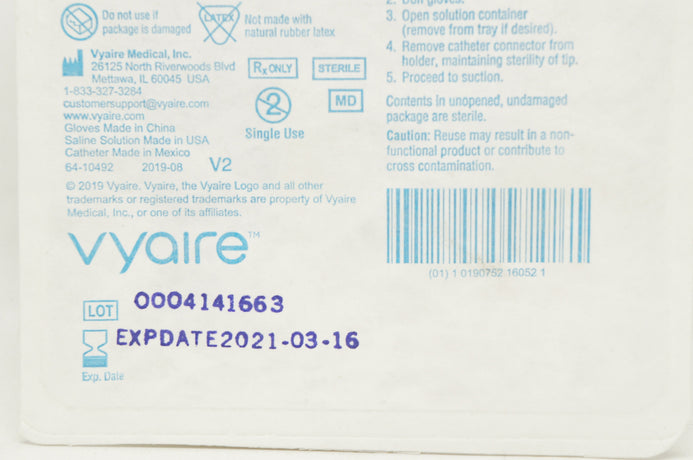 Do not use if
package is damaged
LATEX
Not made with
natural rubber latex
Vyaire Medical, Inc.
26125 North Riverwoods Blvd
Mettawa, IL 60045 USA
1-833-327-3284
customersupport@vyaire.com
www.vyaire.com
Gloves Made in China
Saline Solution Made in USA
Catheter Made in Mexico
64-10492 2019-08 V2
Rx ONLY
STERILE
2
MD
Single Use
© 2019 Vyaire. Vyaire, the Vyaire Logo and all other
trademarks or registered trademarks are property of Vyaire
Medical, Inc., or one of its affiliates.
vyaire™
LOT 0004141663
EXPDATE2021-03-16
Exp. Date
2. Don gloves.
3. Open solution container
(remove from tray if desired).
4. Remove catheter connector from
holder, maintaining sterility of tip.
5. Proceed to suction.
Contents in unopened, undamaged
package are sterile.
Caution: Reuse may result in a non-
functional product or contribute to
cross contamination.
(01) 1 0190752 16052 1